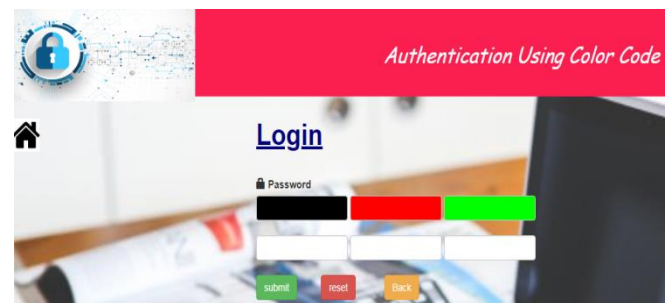 Authentication Using Color Code
Login
Password
submit reset Back